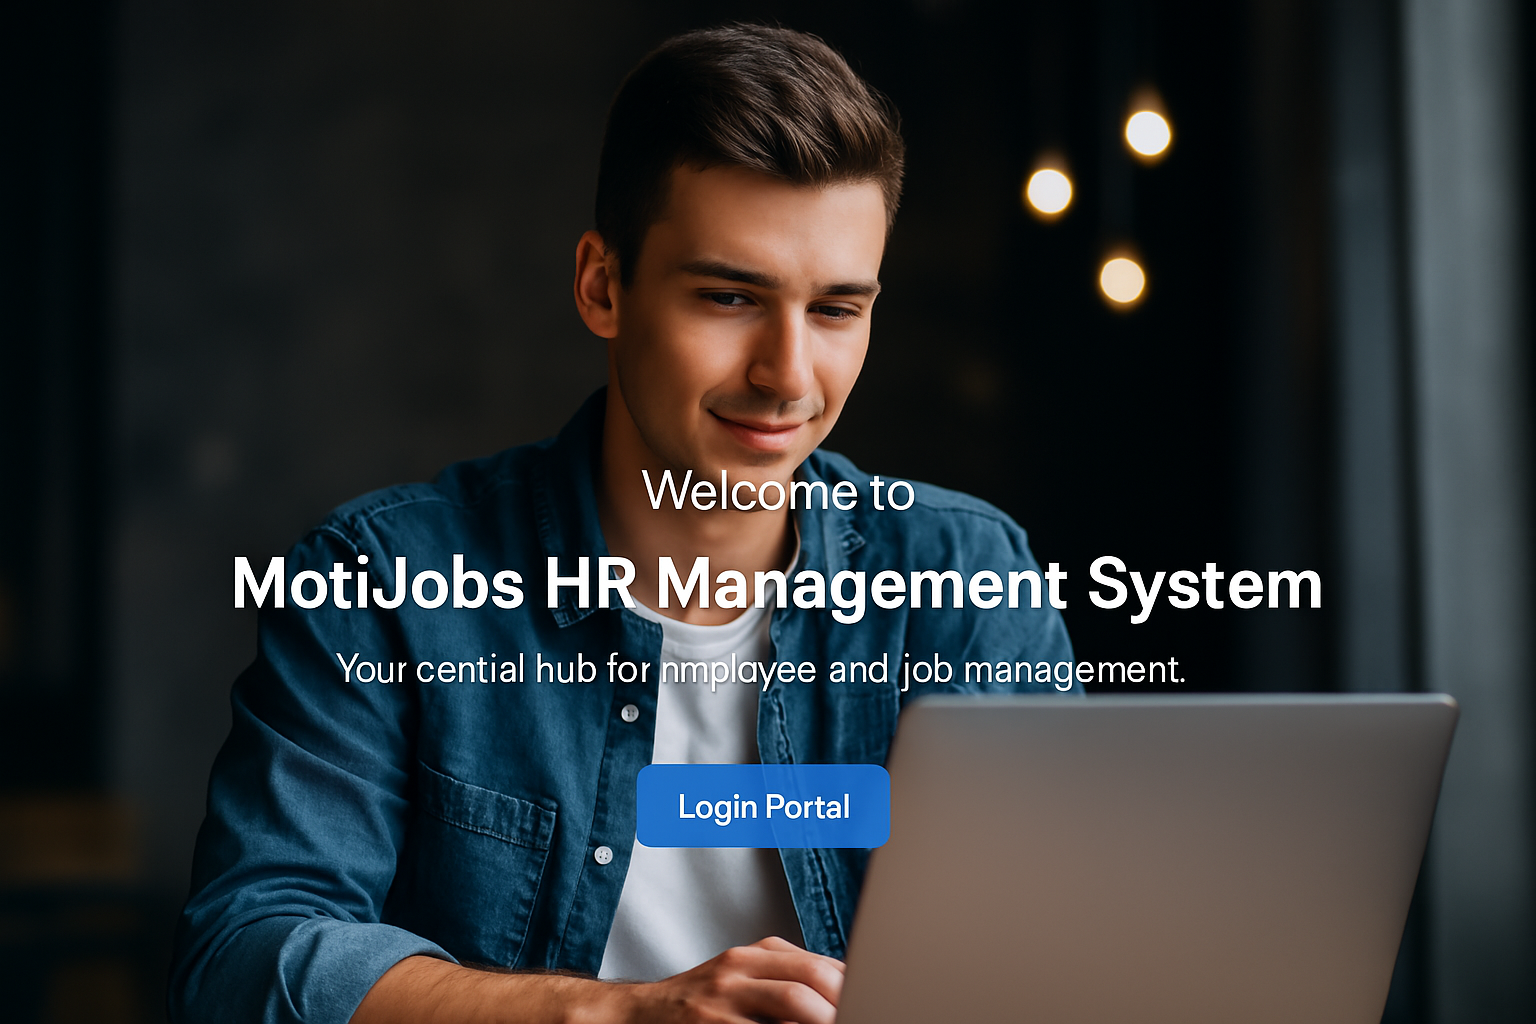 Welcome to
MotiJobs HR Management System
Your cential hub for nmplayee and job management.
Login Portal